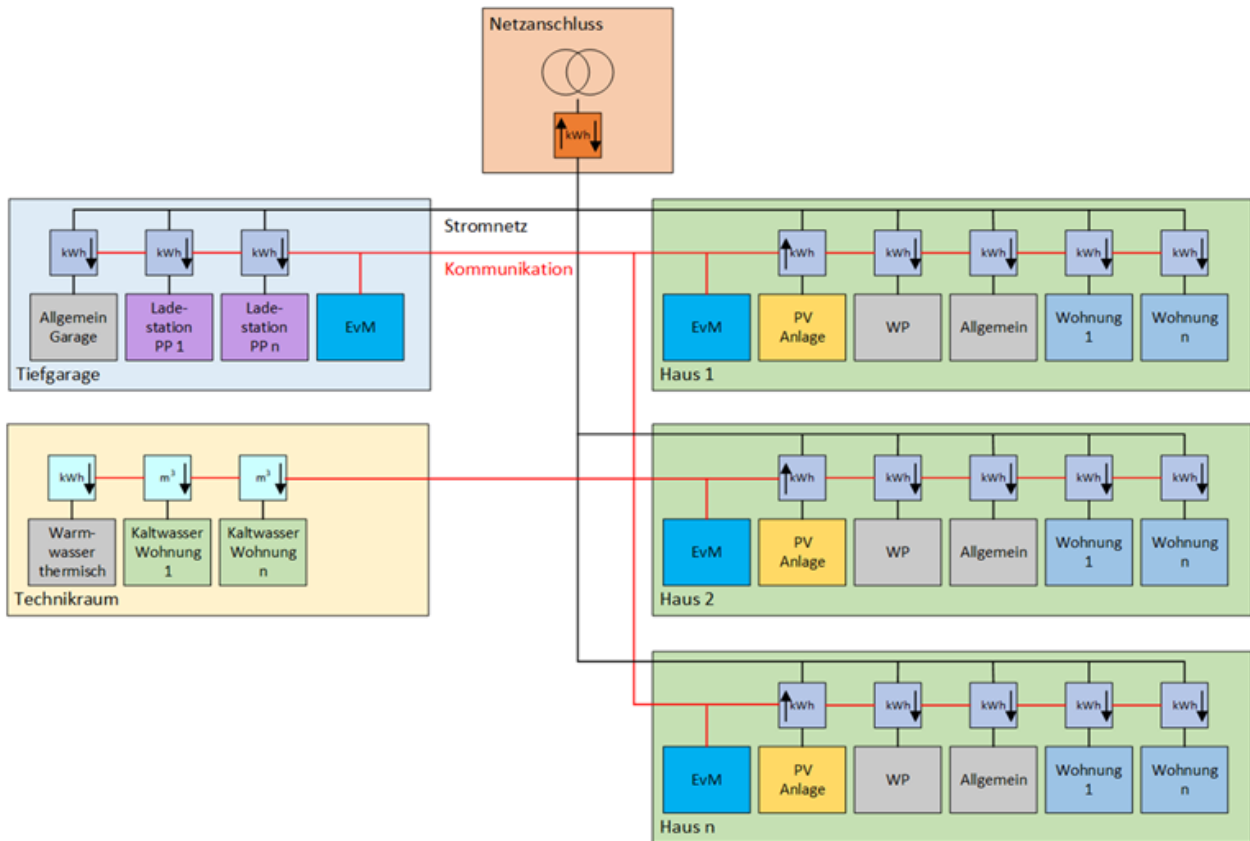 Netzanschluss
kWh
Stromnetz
Kommunikation
kWh
kWh
kWh
Allgemein
Garage
Lade-
station
PP 1
Lade-
station
PP n
EvM
Tiefgarage
kWh
kWh
kWh
kWh
kWh
EvM
PV
Anlage
WP
Allgemein
Wohnung
1
Wohnung
n
Haus 1
kWh
m³
m³
Warm-
wasser
thermisch
Kaltwasser
Wohnung
1
Kaltwasser
Wohnung
n
Technikraum
kWh
kWh
kWh
kWh
kWh
EvM
PV
Anlage
WP
Allgemein
Wohnung
1
Wohnung
n
Haus 2
kWh
kWh
kWh
kWh
kWh
EvM
PV
Anlage
WP
Allgemein
Wohnung
1
Wohnung
n
Haus n